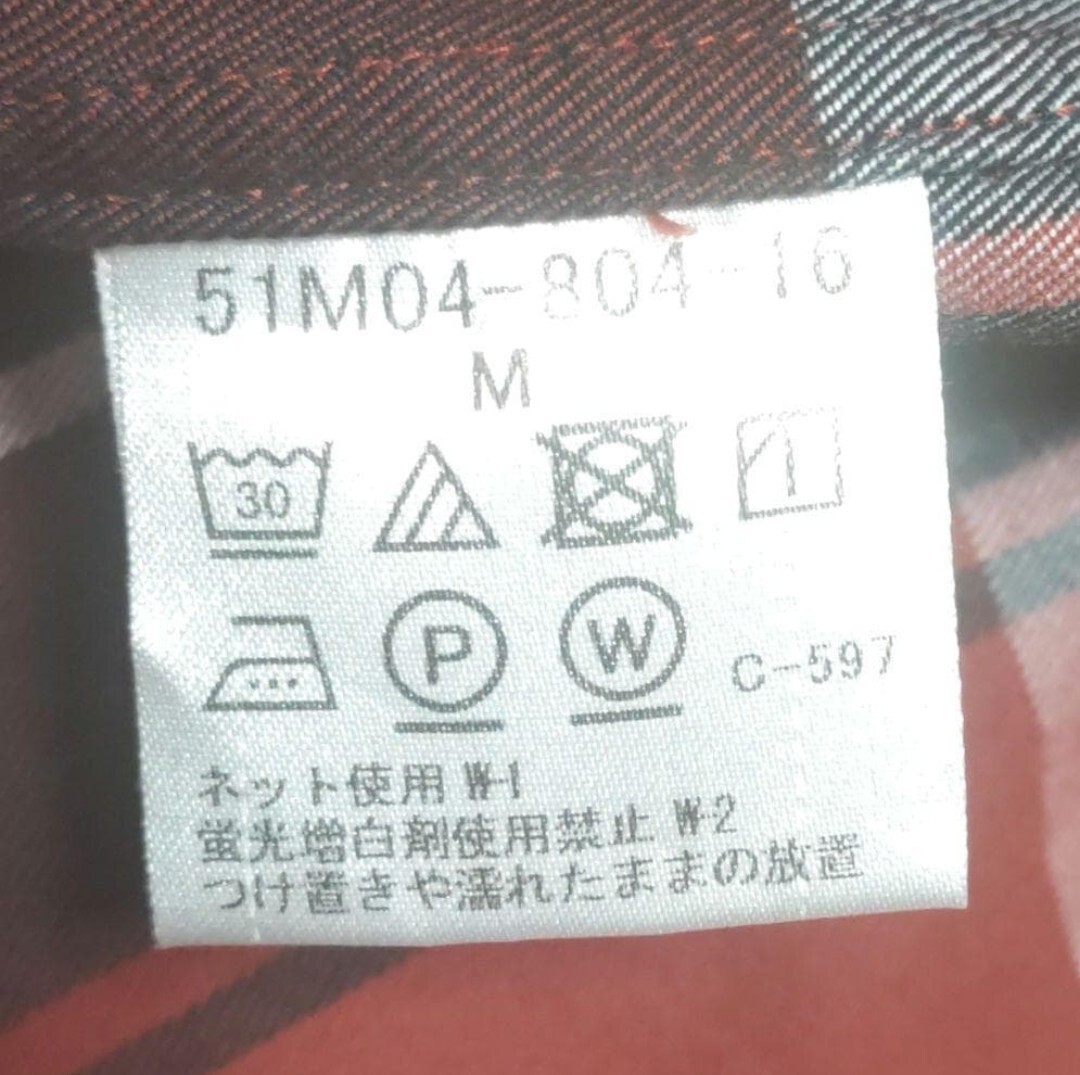 51M04-804-16
M
30
P W C-597
ネット使用 W-1
蛍光増白剤使用禁止 W-2
つけ置きや濡れたままの放置